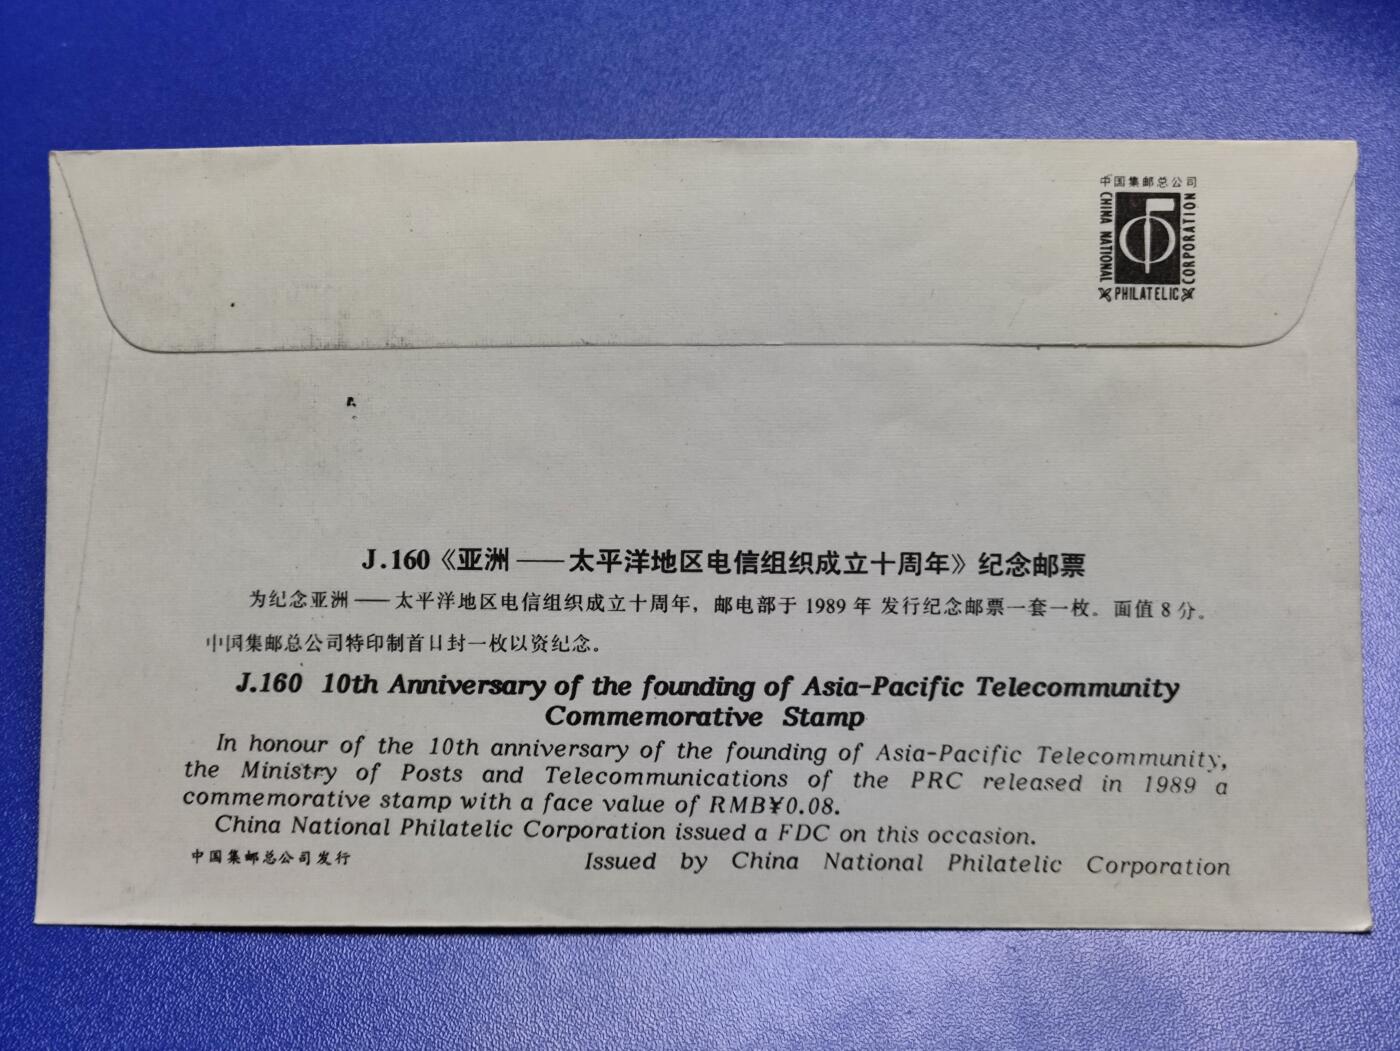 中国集邮总公司
CHINA NATIONAL
PHILATELIC
CORPORATION
J.160《亚洲——太平洋地区电信组织成立十周年》纪念邮票
为纪念亚洲——太平洋地区电信组织成立十周年，邮电部于1989年 发行纪念邮票一套一枚。面值8分。
中国集邮总公司特印制首日封一枚以资纪念。
J.160 10th Anniversary of the founding of Asia-Pacific Telecommunity
Commemorative Stamp
In honour of the 10th anniversary of the founding of Asia-Pacific Telecommunity,
the Ministry of Posts and Telecommunications of the PRC released in 1989 a
commemorative stamp with a face value of RMB¥0.08.
China National Philatelic Corporation issued a FDC on this occasion.
中国集邮总公司发行 Issued by China National Philatelic Corporation